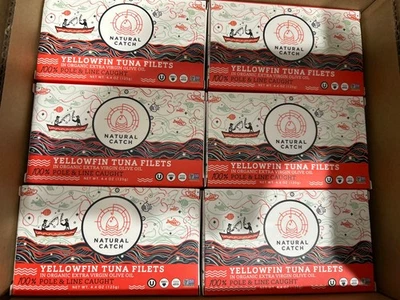 NATURAL
CATCH
YELLOWFIN TUNA FILETS
IN ORGANIC EXTRA VIRGIN OLIVE OIL
100% POLE & LINE CAUGHT
NATURAL
CATCH
YELLOWFIN TUNA FILETS
IN ORGANIC EXTRA VIRGIN OLIVE OIL
100% POLE & LINE CAUGHT
NATURAL
CATCH
YELLOWFIN TUNA FILETS
IN ORGANIC EXTRA VIRGIN OLIVE OIL
100% POLE & LINE CAUGHT
NATURAL
CATCH
YELLOWFIN TUNA FILETS
IN ORGANIC EXTRA VIRGIN OLIVE OIL
100% POLE & LINE CAUGHT
NATURAL
CATCH
YELLOWFIN TUNA FILETS
IN ORGANIC EXTRA VIRGIN OLIVE OIL
100% POLE & LINE CAUGHT
NATURAL
CATCH
YELLOWFIN TUNA FILETS
IN ORGANIC EXTRA VIRGIN OLIVE OIL
100% POLE & LINE CAUGHT